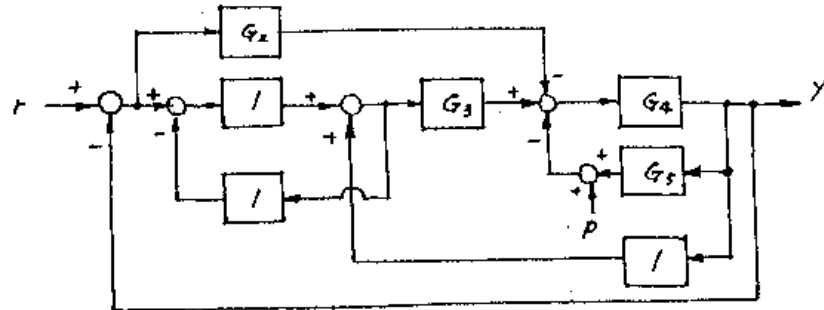 G₂
r + − + − 1 + + G₃ + − − G₄ y
1
+ G₅
+ p
1